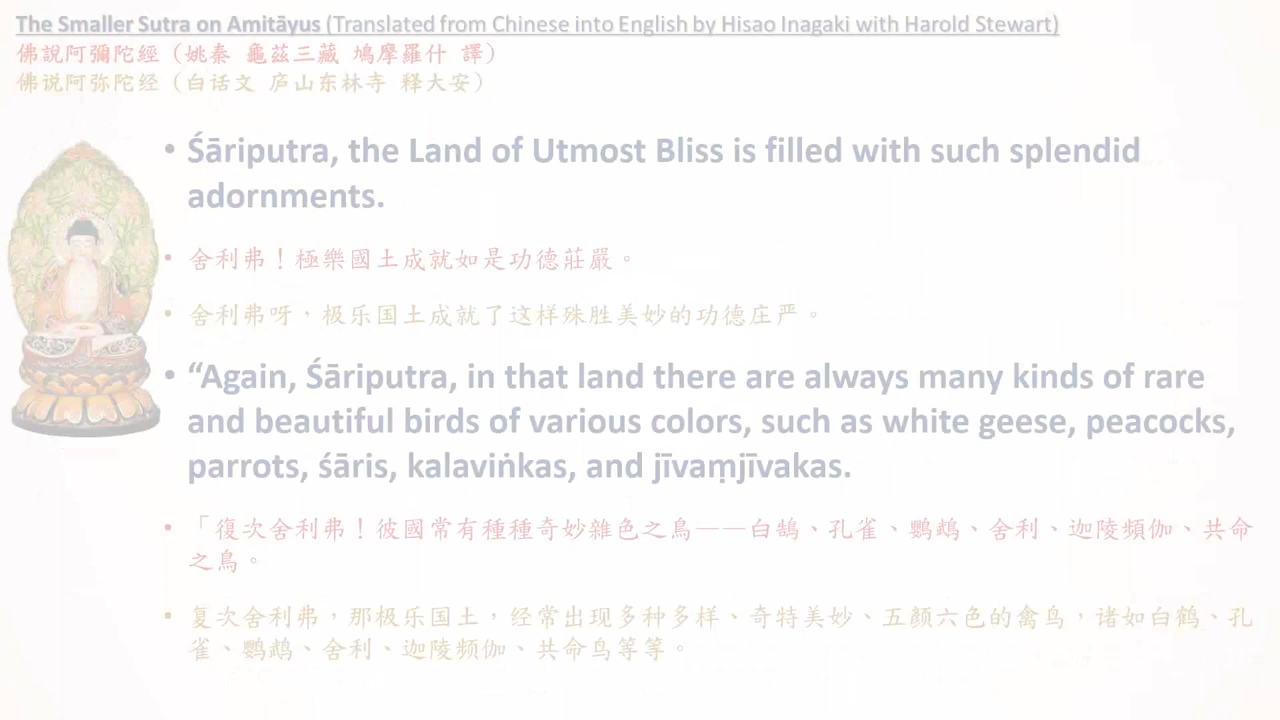 The Smaller Sutra on Amitāyus (Translated from Chinese into English by Hisao Inagaki with Harold Stewart)
佛說阿彌陀經（姚秦 龜茲三藏 鳩摩羅什 譯）
佛说阿弥陀经（白话文 庐山东林寺 释大安）
• Śāriputra, the Land of Utmost Bliss is filled with such splendid
adornments.
• 舍利弗！極樂國土成就如是功德莊嚴。
• 舍利弗呀，极乐国土成就了这样殊胜美妙的功德庄严。
• “Again, Śāriputra, in that land there are always many kinds of rare
and beautiful birds of various colors, such as white geese, peacocks,
parrots, śāris, kalaviṅkas, and jīvaṃjīvakas.
• 「復次舍利弗！彼國常有種種奇妙雜色之鳥——白鵠、孔雀、鹦鹉、舍利、迦陵頻伽、共命
之鳥。
• 复次舍利弗，那极乐国土，经常出现多种多样、奇特美妙、五颜六色的禽鸟，诸如白鹤、孔
雀、鹦鹉、舍利、迦陵频伽、共命鸟等等。